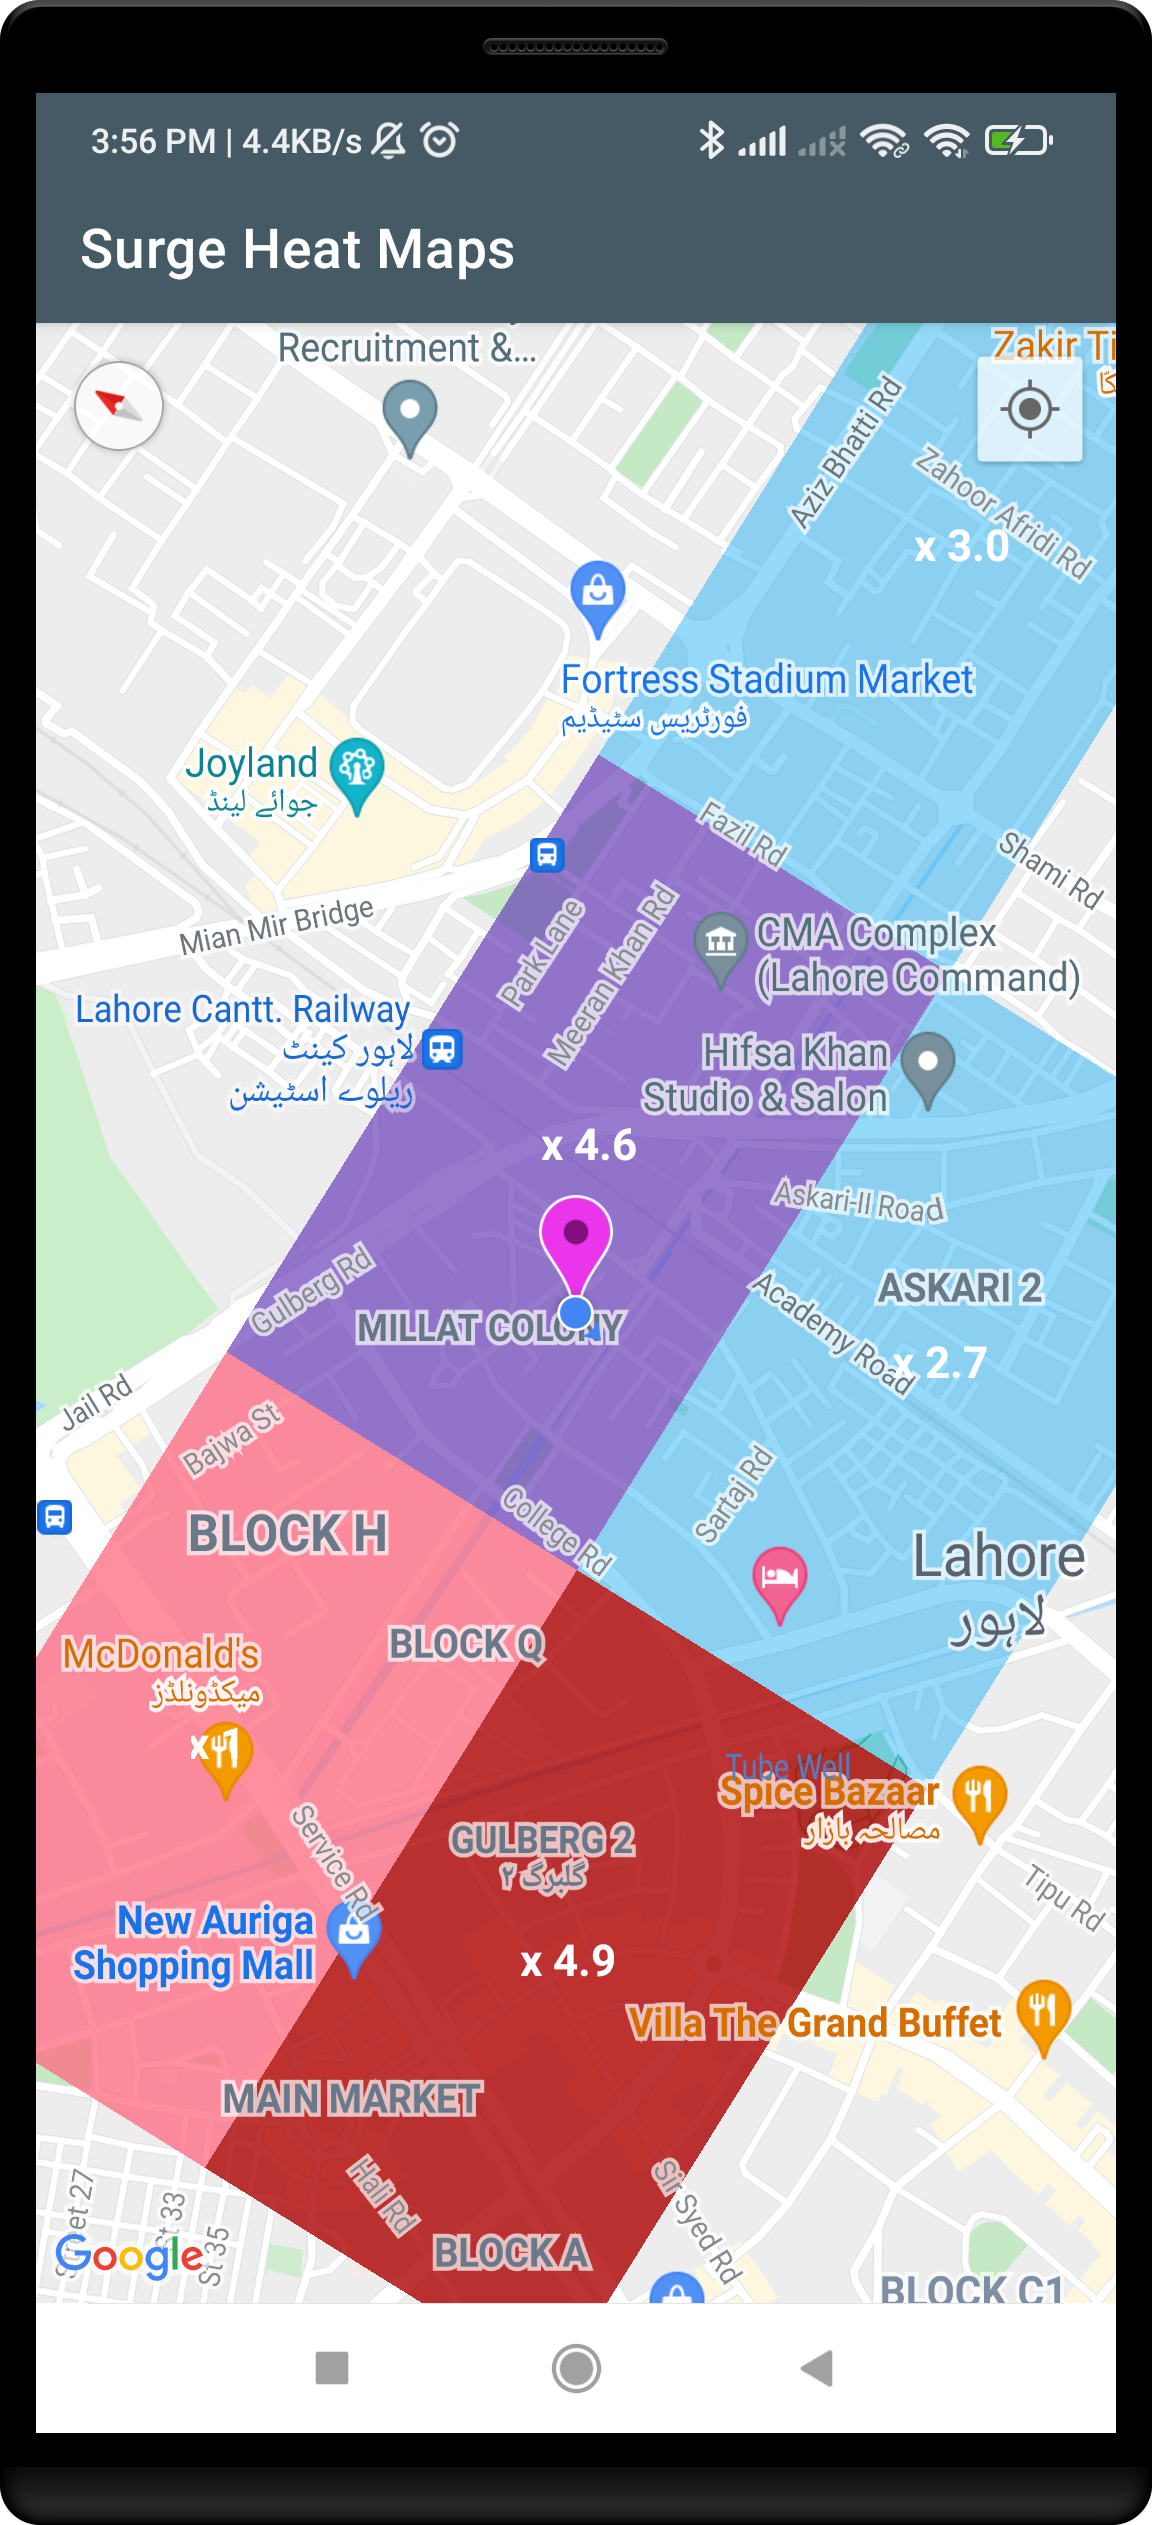 3:56 PM | 4.4KB/s
Surge Heat Maps
Recruitment &...
Zakir Ti
Aziz Bhatti Rd
Zahoor Afridi Rd
x 3.0
Fortress Stadium Market
فورٹریس سٹیڈیم
Joyland
جوائے لینڈ
Fazil Rd
Shami Rd
Mian Mir Bridge
Park Lane
Meeran Khan Rd
CMA Complex
(Lahore Command)
Lahore Cantt. Railway
لاہور کینٹ
ریلوے اسٹیشن
Hifsa Khan
Studio & Salon
x 4.6
Askari-II Road
Gulberg Rd
MILLAT COLONY
ASKARI 2
Academy Road
x 2.7
Jail Rd
Bajwa St
BLOCK H
College Rd
Sartaj Rd
Lahore
لاہور
McDonald's
میکڈونلڈز
BLOCK Q
x
Tube Well
Spice Bazaar
مصالحہ بازار
Service Rd
GULBERG 2
گلبرگ ۲
Tipu Rd
New Auriga
Shopping Mall
x 4.9
Villa The Grand Buffet
MAIN MARKET
Hali Rd
Sir Syed Rd
Street 27
St 33
St 35
Google
BLOCK A
BLOCK C1